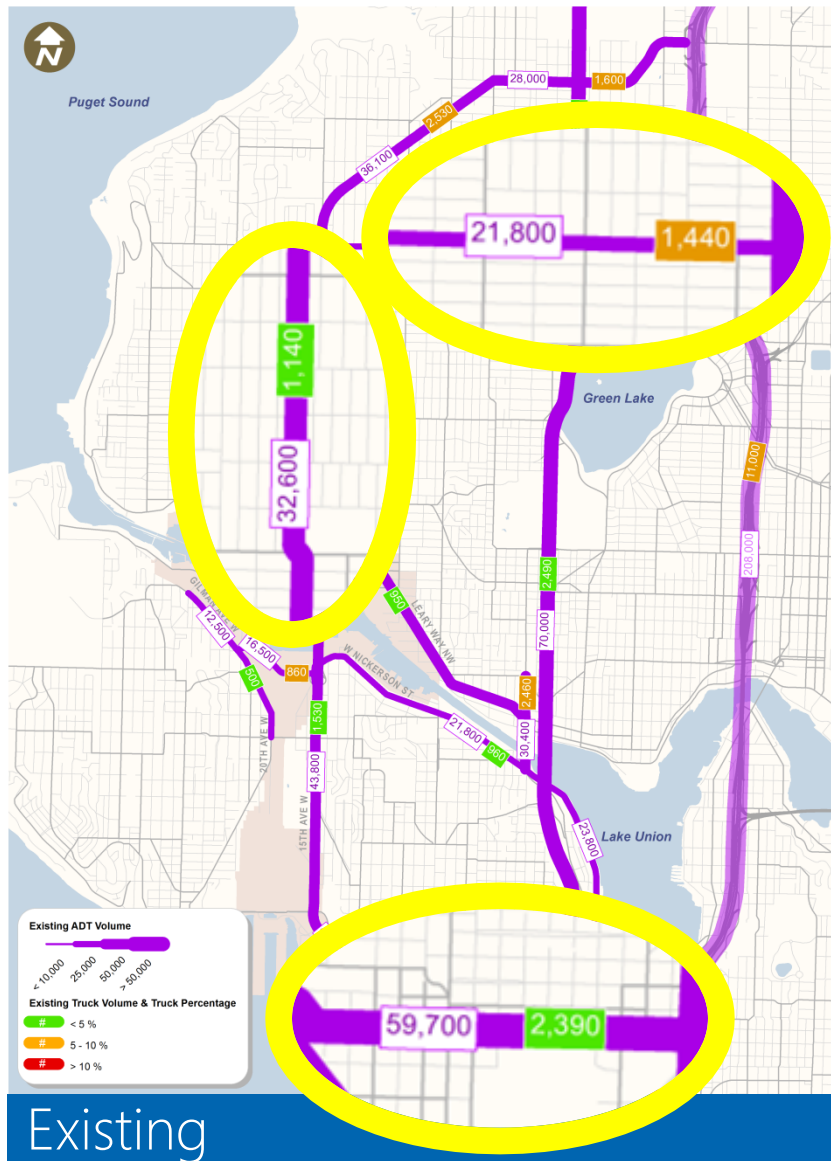 N
Puget Sound
28,000
1,600
2,530
36,100
21,800
1,440
1,140
32,600
Green Lake
11,000
208,000
2,490
70,000
950
LEARY WAY NW
GILMAN AVE W
12,500
16,500
860
500
W NICKERSON ST
2,460
30,400
1,530
43,800
21,800
960
20TH AVE W
15TH AVE W
23,800
Lake Union
59,700
2,390
Existing ADT Volume
< 10,000
25,000
50,000
> 50,000
Existing Truck Volume & Truck Percentage
# < 5 %
# 5 - 10 %
# > 10 %
Existing